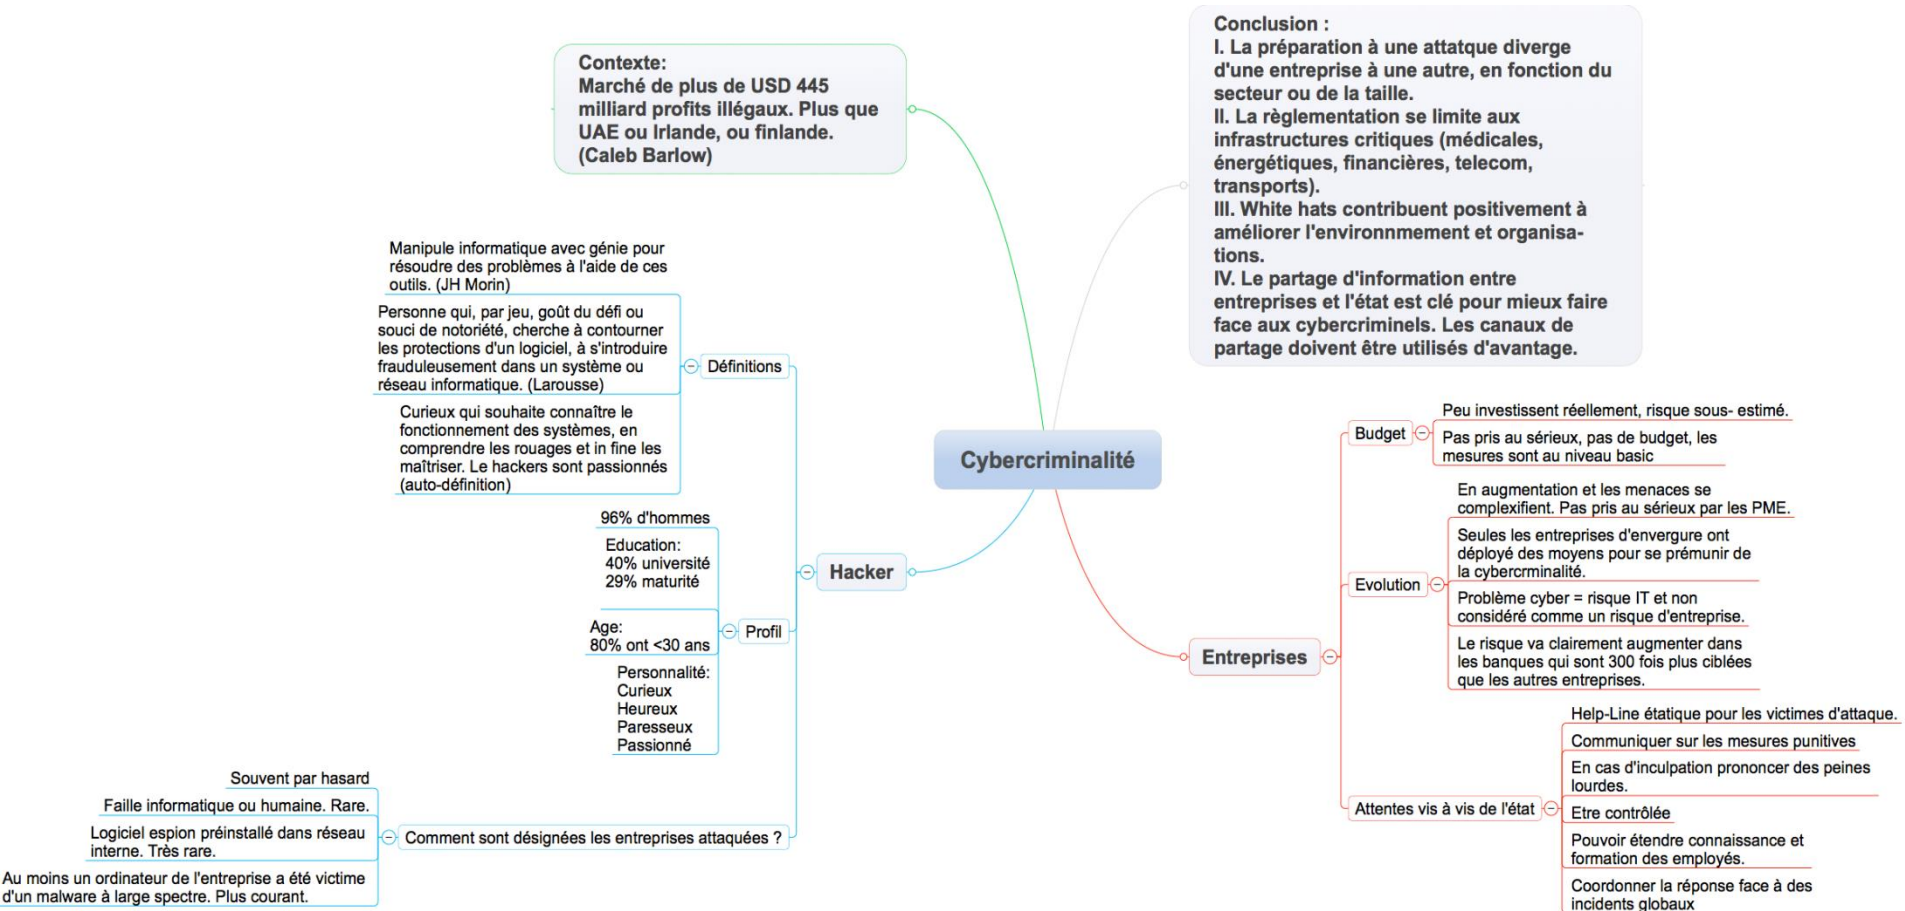 Contexte:
Marché de plus de USD 445
milliard profits illégaux. Plus que
UAE ou Irlande, ou finlande.
(Caleb Barlow)
Conclusion :
I. La préparation à une attatque diverge
d'une entreprise à une autre, en fonction du
secteur ou de la taille.
II. La règlementation se limite aux
infrastructures critiques (médicales,
énergétiques, financières, telecom,
transports).
III. White hats contribuent positivement à
améliorer l'environnmement et organisa-
tions.
IV. Le partage d'information entre
entreprises et l'état est clé pour mieux faire
face aux cybercriminels. Les canaux de
partage doivent être utilisés d'avantage.
Cybercriminalité
Hacker
Définitions
Manipule informatique avec génie pour
résoudre des problèmes à l'aide de ces
outils. (JH Morin)
Personne qui, par jeu, goût du défi ou
souci de notoriété, cherche à contourner
les protections d'un logiciel, à s'introduire
frauduleusement dans un système ou
réseau informatique. (Larousse)
Curieux qui souhaite connaître le
fonctionnement des systèmes, en
comprendre les rouages et in fine les
maîtriser. Le hackers sont passionnés
(auto-définition)
Profil
96% d'hommes
Education:
40% université
29% maturité
Age:
80% ont <30 ans
Personnalité:
Curieux
Heureux
Paresseux
Passionné
Comment sont désignées les entreprises attaquées ?
Souvent par hasard
Faille informatique ou humaine. Rare.
Logiciel espion préinstallé dans réseau
interne. Très rare.
Au moins un ordinateur de l'entreprise a été victime
d'un malware à large spectre. Plus courant.
Entreprises
Budget
Peu investissent réellement, risque sous- estimé.
Pas pris au sérieux, pas de budget, les
mesures sont au niveau basic
Evolution
En augmentation et les menaces se
complexifient. Pas pris au sérieux par les PME.
Seules les entreprises d'envergure ont
déployé des moyens pour se prémunir de
la cybercrminalité.
Problème cyber = risque IT et non
considéré comme un risque d'entreprise.
Le risque va clairement augmenter dans
les banques qui sont 300 fois plus ciblées
que les autres entreprises.
Attentes vis à vis de l'état
Help-Line étatique pour les victimes d'attaque.
Communiquer sur les mesures punitives
En cas d'inculpation prononcer des peines
lourdes.
Etre contrôlée
Pouvoir étendre connaissance et
formation des employés.
Coordonner la réponse face à des
incidents globaux